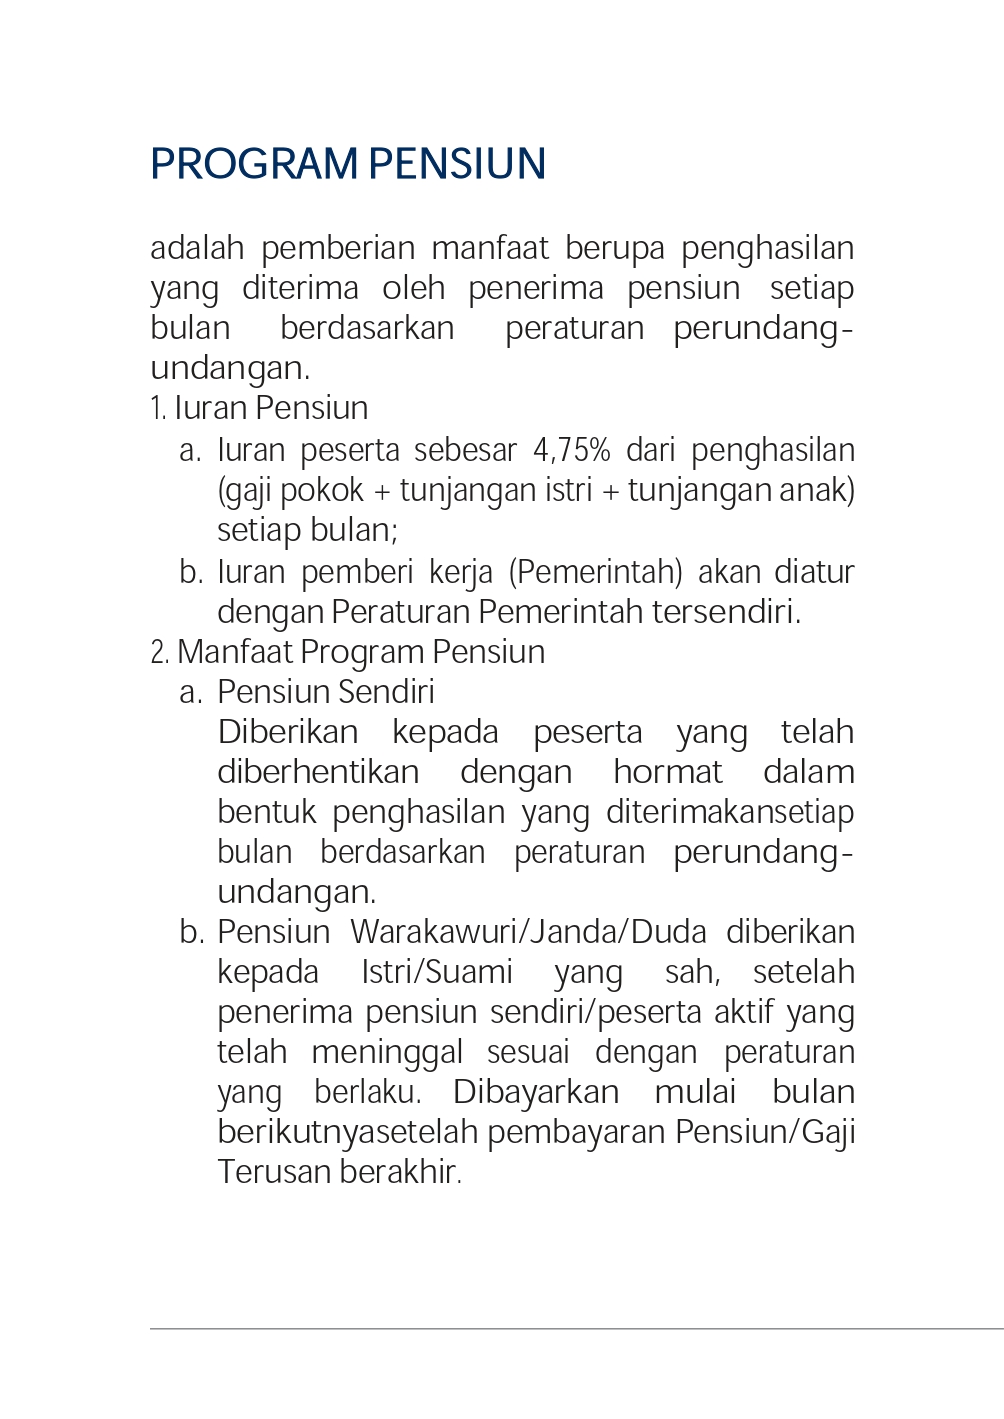 PROGRAM PENSIUN
adalah pemberian manfaat berupa penghasilan
yang diterima oleh penerima pensiun setiap
bulan berdasarkan peraturan perundang-
undangan.
1. Iuran Pensiun
a. Iuran peserta sebesar 4,75% dari penghasilan
(gaji pokok + tunjangan istri + tunjangan anak)
setiap bulan;
b. Iuran pemberi kerja (Pemerintah) akan diatur
dengan Peraturan Pemerintah tersendiri.
2. Manfaat Program Pensiun
a. Pensiun Sendiri
Diberikan kepada peserta yang telah
diberhentikan dengan hormat dalam
bentuk penghasilan yang diterimakansetiap
bulan berdasarkan peraturan perundang-
undangan.
b. Pensiun Warakawuri/Janda/Duda diberikan
kepada Istri/Suami yang sah, setelah
penerima pensiun sendiri/peserta aktif yang
telah meninggal sesuai dengan peraturan
yang berlaku. Dibayarkan mulai bulan
berikutnyasetelah pembayaran Pensiun/Gaji
Terusan berakhir.